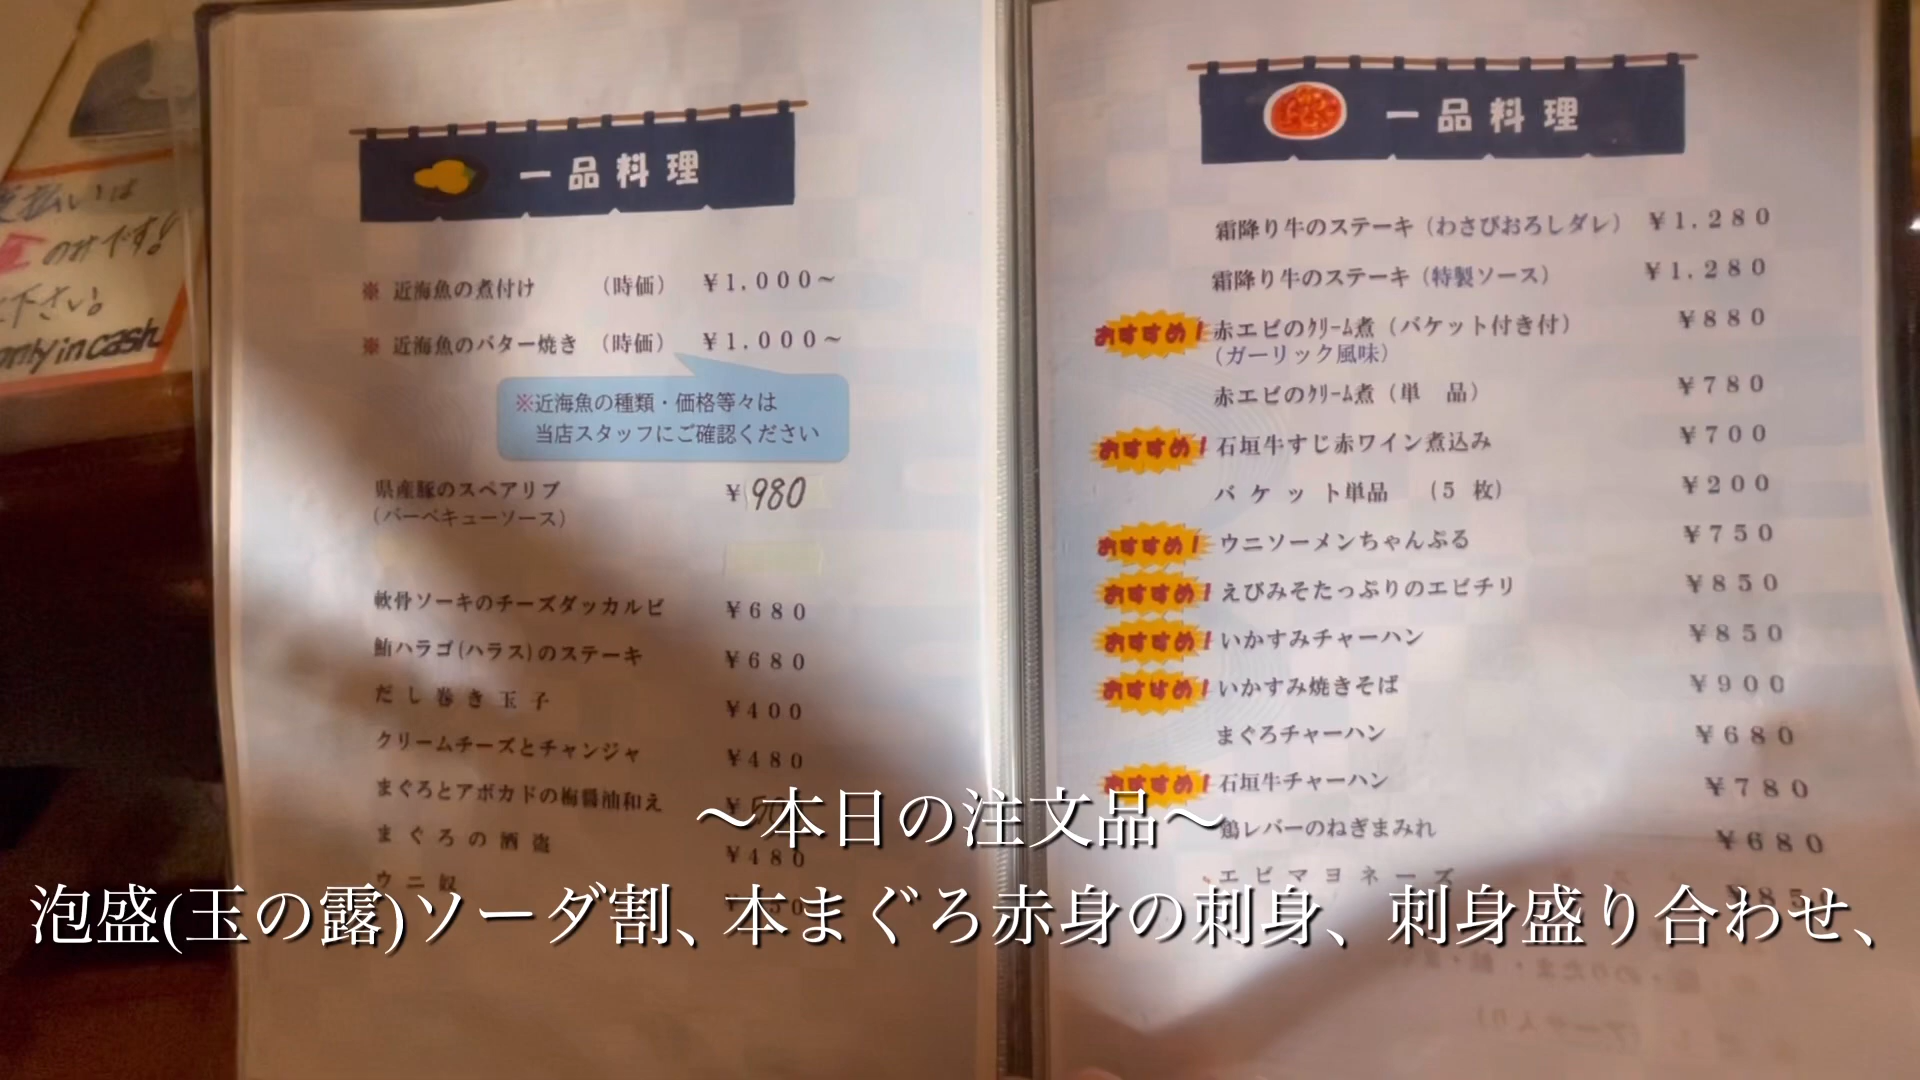 払いは
のみです!
下さい。
only in cash
一品料理
※ 近海魚の煮付け (時価) ¥1,000~
※ 近海魚のバター焼き (時価) ¥1,000~
※近海魚の種類・価格等々は
当店スタッフにご確認ください
県産豚のスペアリブ ¥980
(バーベキューソース)
軟骨ソーキのチーズダッカルビ ¥680
鮪ハラゴ(ハラス)のステーキ ¥680
だし巻き玉子 ¥400
クリームチーズとチャンジャ ¥480
まぐろとアボカドの梅醤油和え
まぐろの酒盗 ¥480
ウニ奴
一品料理
霜降り牛のステーキ(わさびおろしダレ) ¥1,280
霜降り牛のステーキ(特製ソース) ¥1,280
おすすめ! 赤エビのクリーム煮(バケット付き付) ¥880
(ガーリック風味)
赤エビのクリーム煮(単 品) ¥780
おすすめ! 石垣牛すじ赤ワイン煮込み ¥700
バケット単品 (5 枚) ¥200
おすすめ! ウニソーメンちゃんぷる ¥750
おすすめ! えびみそたっぷりのエビチリ ¥850
おすすめ! いかすみチャーハン ¥850
おすすめ! いかすみ焼きそば ¥900
まぐろチャーハン ¥680
おすすめ! 石垣牛チャーハン ¥780
鶏レバーのねぎまみれ ¥680
エビマヨネーズ
~本日の注文品~
泡盛(玉の露)ソーダ割、本まぐろ赤身の刺身、刺身盛り合わせ、